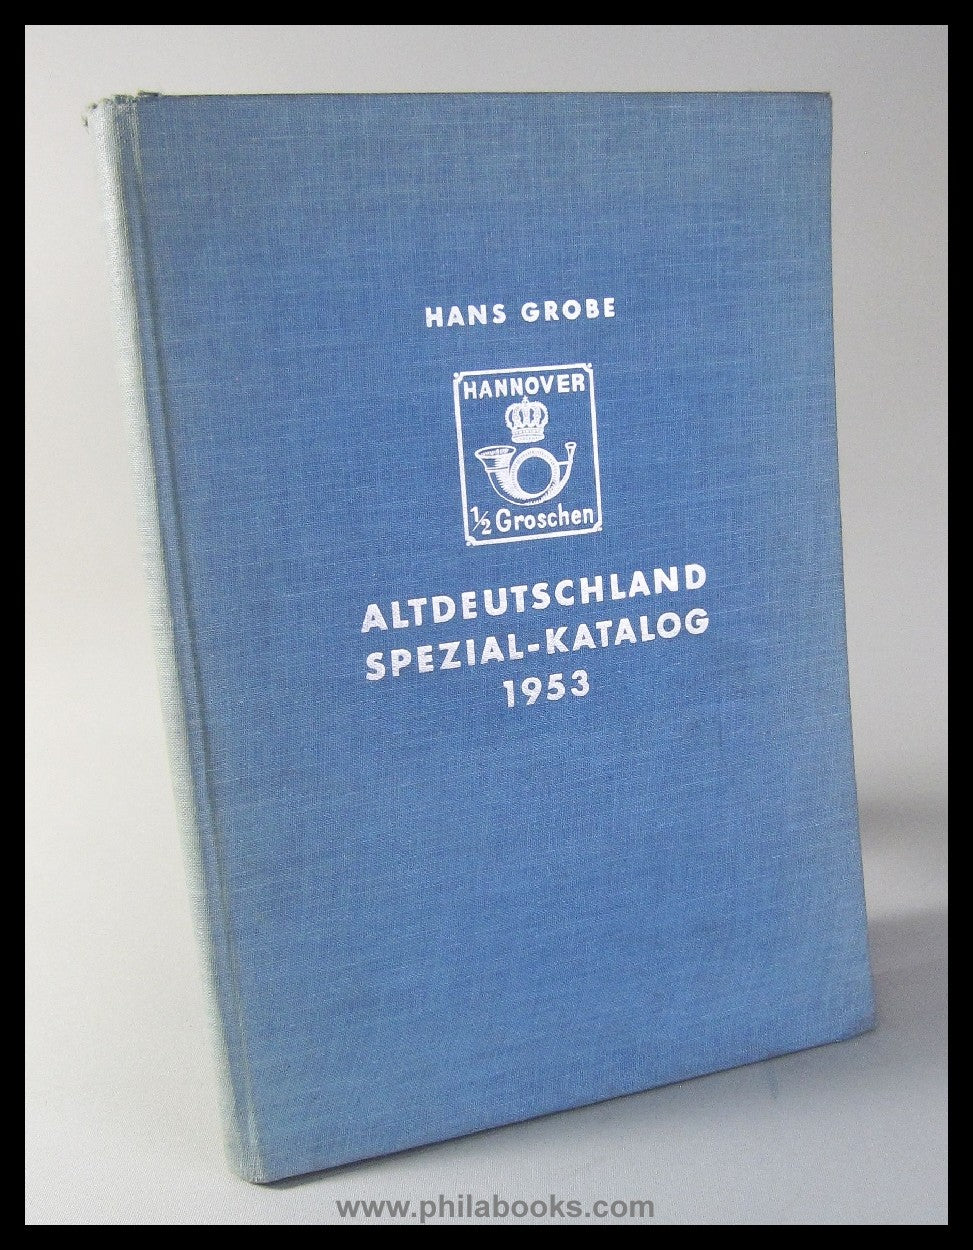 HANS GROBE
HANNOVER
½ Groschen
ALTDEUTSCHLAND
SPEZIAL-KATALOG
1953
www.philabooks.com